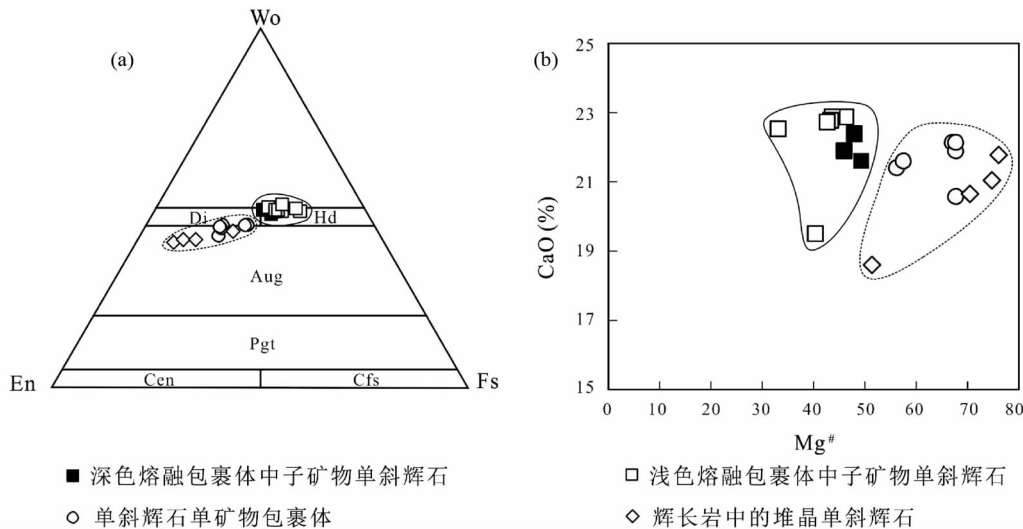 Wo
(a)
Di
Hd
Aug
Pgt
En
Cen
Cfs
Fs
(b)
CaO (%)
25
23
21
19
17
15
0 10 20 30 40 50 60 70 80
Mg#
■ 深色熔融包裹体中子矿物单斜辉石
□ 浅色熔融包裹体中子矿物单斜辉石
○ 单斜辉石单矿物包裹体
◇ 辉长岩中的堆晶单斜辉石